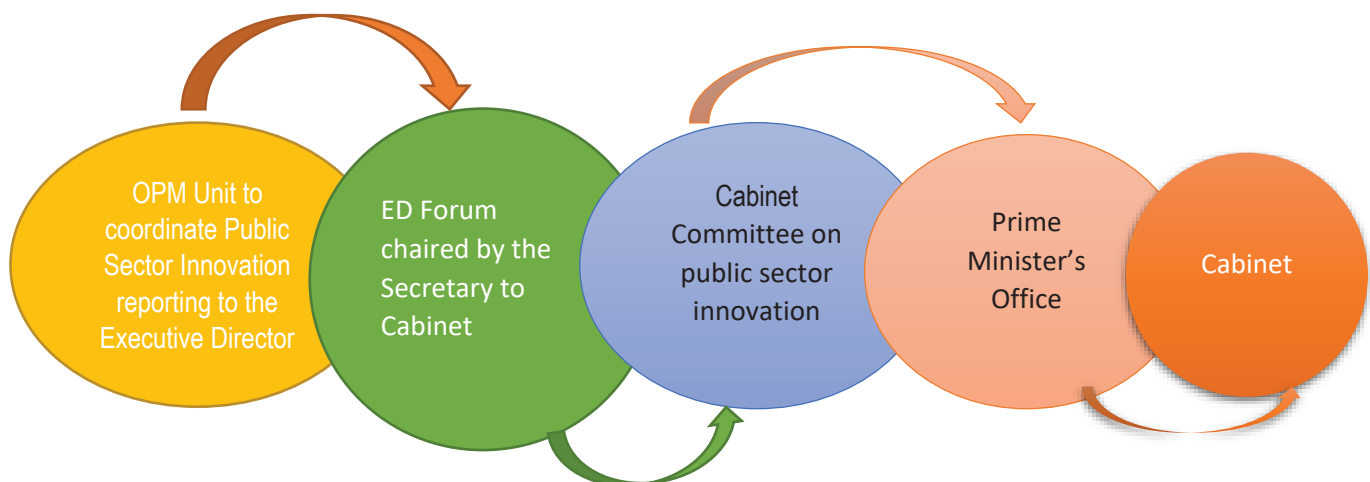 OPM Unit to
coordinate Public
Sector Innovation
reporting to the
Executive Director
ED Forum
chaired by the
Secretary to
Cabinet
Cabinet
Committee on
public sector
innovation
Prime
Minister’s
Office
Cabinet